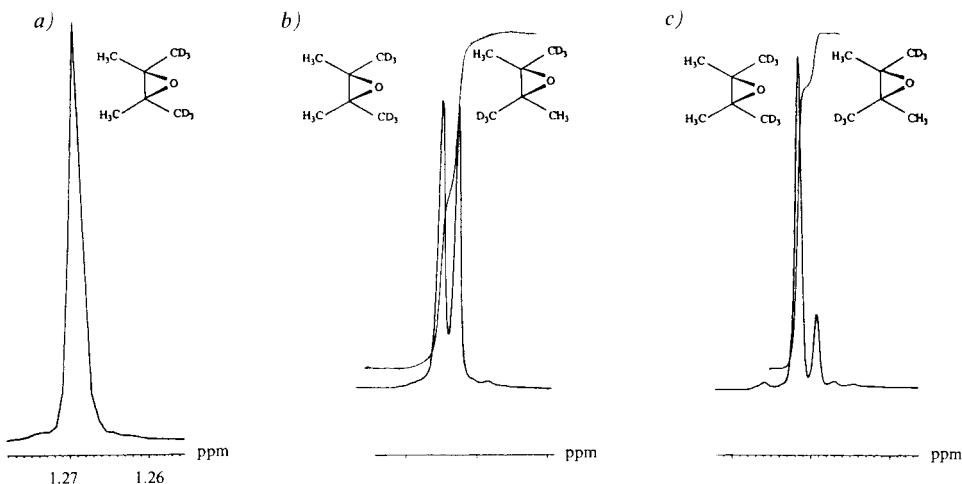 a)
H₃C CD₃
O
H₃C CD₃
1.27 1.26 ppm
b)
H₃C CD₃
O
H₃C CD₃
H₃C CD₃
O
D₃C CH₃
ppm
c)
H₃C CD₃
O
H₃C CD₃
H₃C CD₃
O
D₃C CH₃
ppm